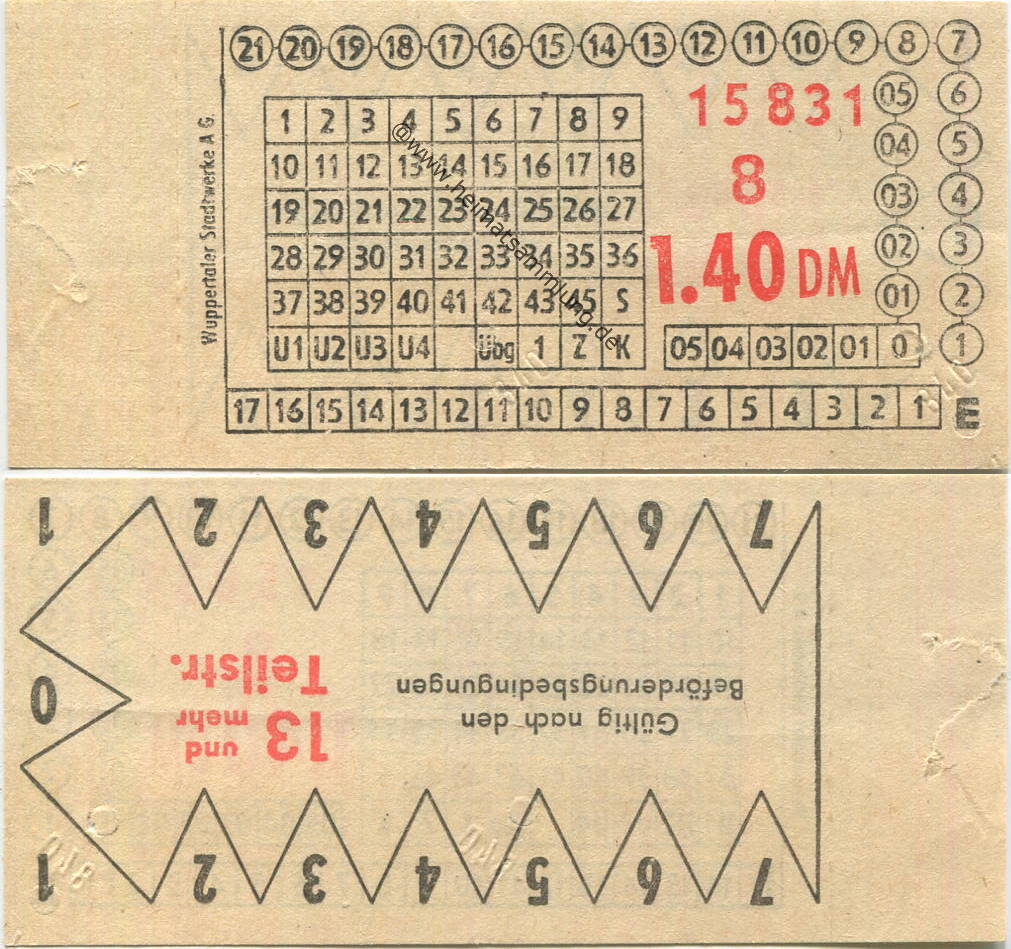 21 20 19 18 17 16 15 14 13 12 11 10 9 8 7
05 6
04 5
03 4
02 3
01 2
1
15831
8
1.40 DM
Wuppertaler Stadtwerke A.G.
1 2 3 4 5 6 7 8 9
10 11 12 13 14 15 16 17 18
19 20 21 22 23 24 25 26 27
28 29 30 31 32 33 34 35 36
37 38 39 40 41 42 43 45 S
U1 U2 U3 U4 Übg 1 Z K
05 04 03 02 01 0
17 16 15 14 13 12 11 10 9 8 7 6 5 4 3 2 1 E
@www.heimatsammlung.de
7 6 5 4 3 2 1
Gültig nach den
Beförderungsbedingungen
13 und mehr
Teilstr.
0
7 6 5 4 3 2 1